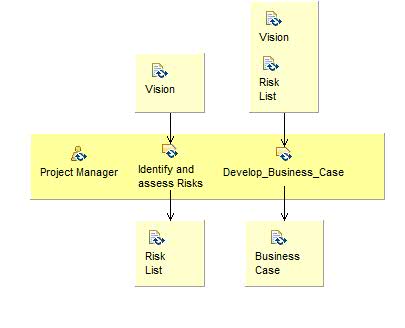 Vision
Risk
List
Vision
Project Manager
Identify and
assess Risks
Develop_Business_Case
Risk
List
Business
Case